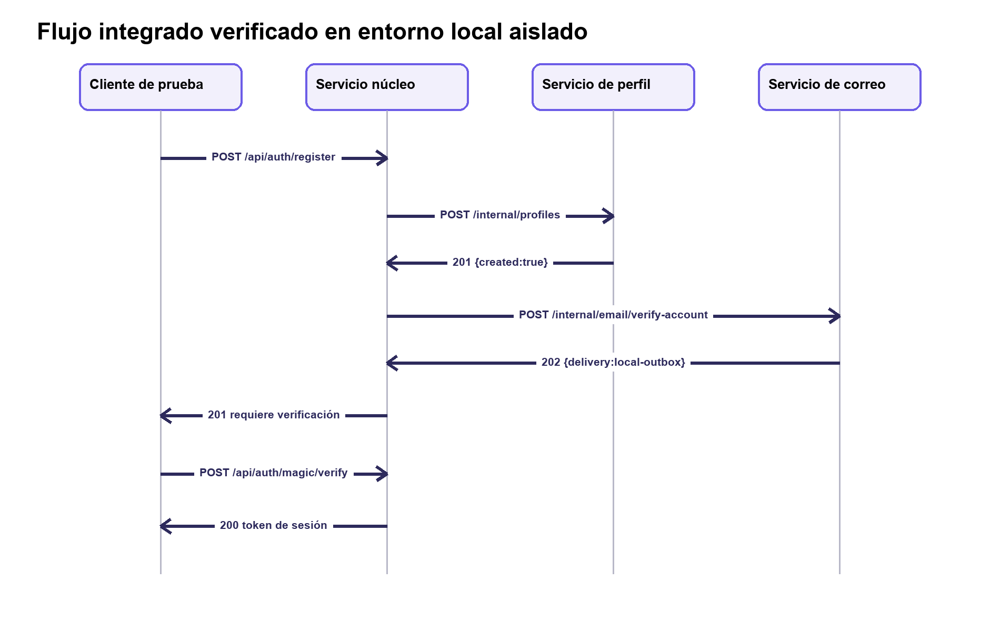 Flujo integrado verificado en entorno local aislado
Cliente de prueba
Servicio núcleo
Servicio de perfil
Servicio de correo
POST /api/auth/register
POST /internal/profiles
201 {created:true}
POST /internal/email/verify-account
202 {delivery:local-outbox}
201 requiere verificación
POST /api/auth/magic/verify
200 token de sesión